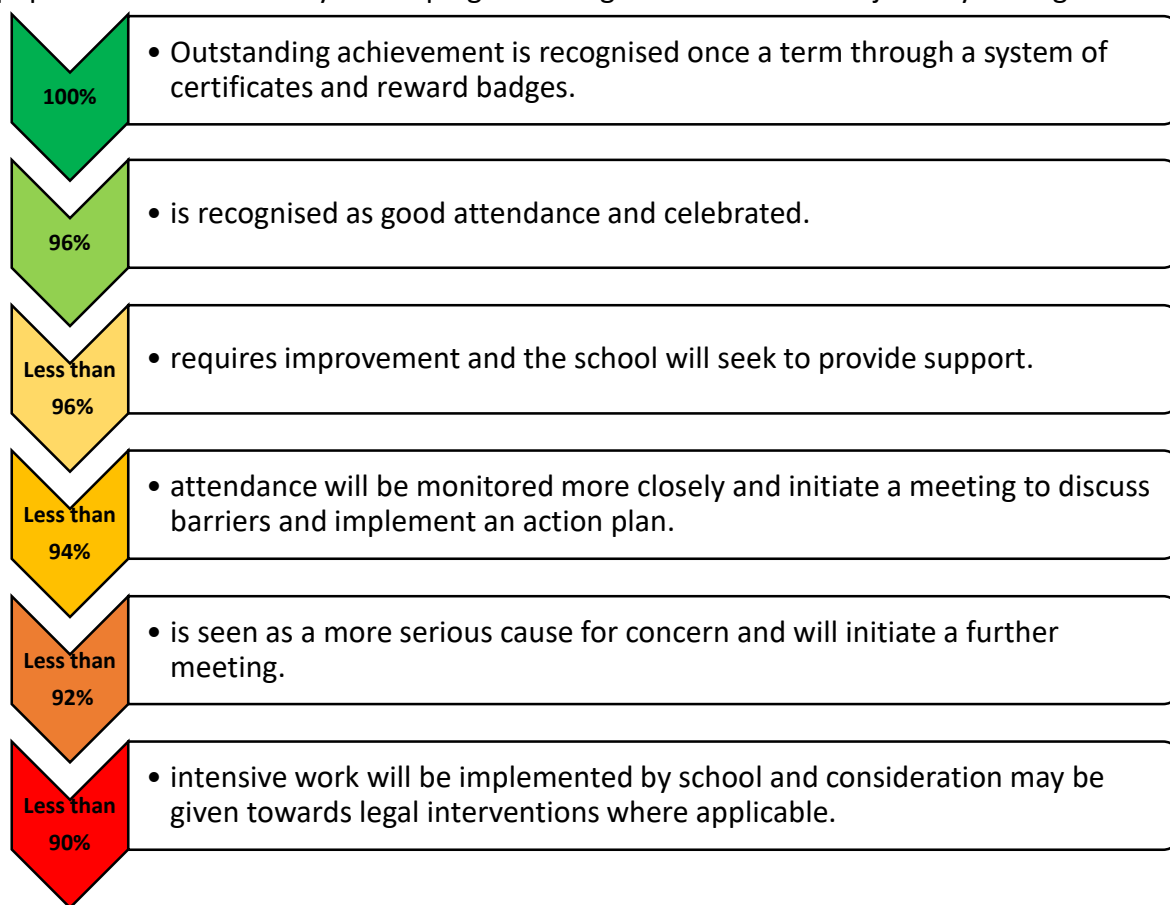 100%
• Outstanding achievement is recognised once a term through a system of
certificates and reward badges.
96%
• is recognised as good attendance and celebrated.
Less than
96%
• requires improvement and the school will seek to provide support.
Less than
94%
• attendance will be monitored more closely and initiate a meeting to discuss
barriers and implement an action plan.
Less than
92%
• is seen as a more serious cause for concern and will initiate a further
meeting.
Less than
90%
• intensive work will be implemented by school and consideration may be
given towards legal interventions where applicable.